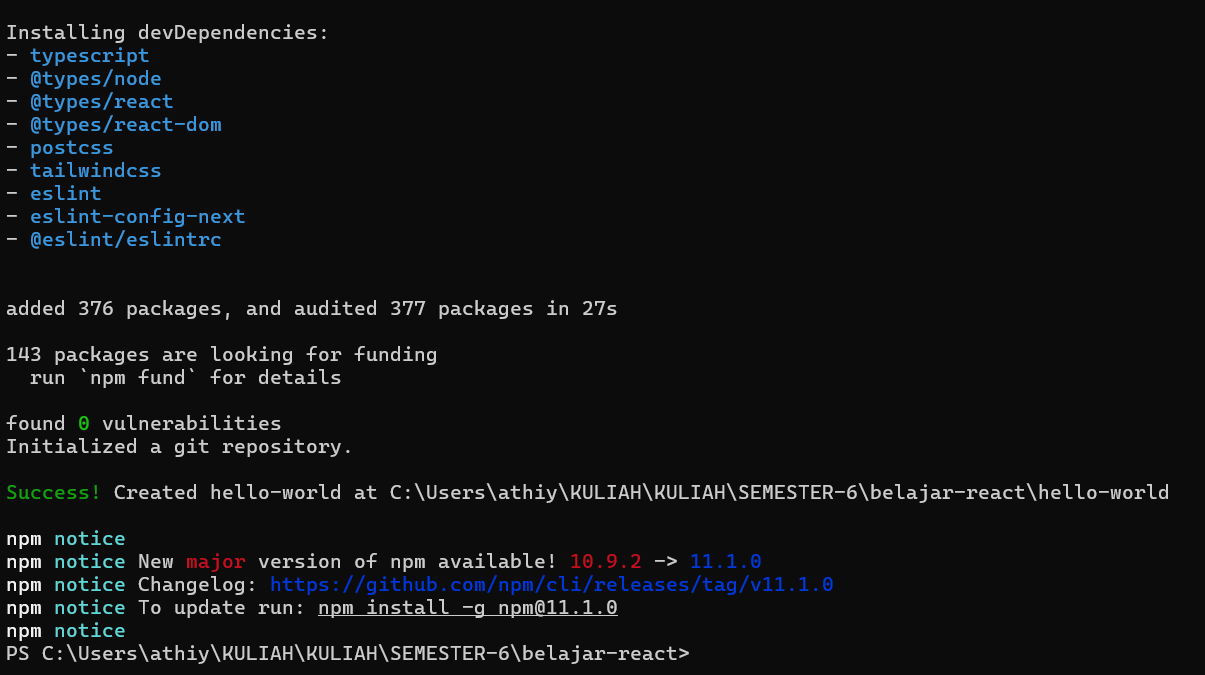 Installing devDependencies:
- typescript
- @types/node
- @types/react
- @types/react-dom
- postcss
- tailwindcss
- eslint
- eslint-config-next
- @eslint/eslintrc
added 376 packages, and audited 377 packages in 27s
143 packages are looking for funding
  run `npm fund` for details
found 0 vulnerabilities
Initialized a git repository.
Success! Created hello-world at C:\Users\athiy\KULIAH\KULIAH\SEMESTER-6\belajar-react\hello-world
npm notice
npm notice New major version of npm available! 10.9.2 -> 11.1.0
npm notice Changelog: https://github.com/npm/cli/releases/tag/v11.1.0
npm notice To update run: npm install -g npm@11.1.0
npm notice
PS C:\Users\athiy\KULIAH\KULIAH\SEMESTER-6\belajar-react>